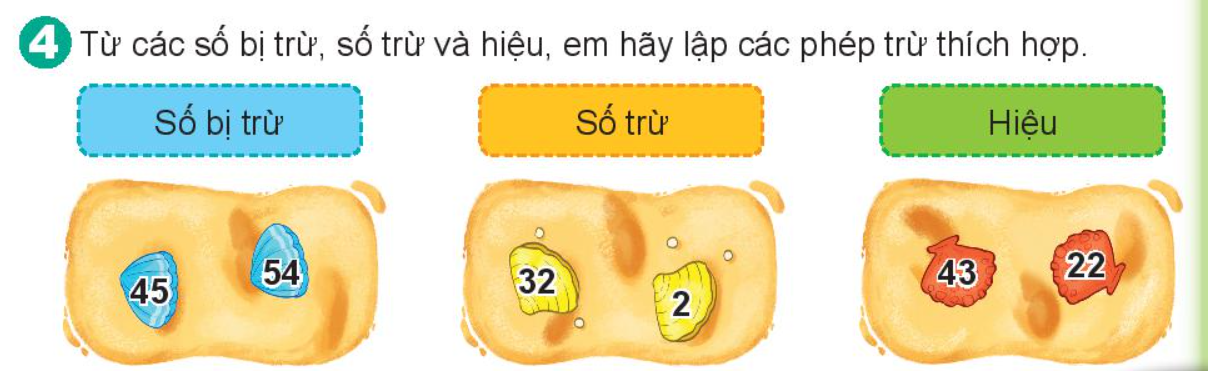 4 Từ các số bị trừ, số trừ và hiệu, em hãy lập các phép trừ thích hợp.
Số bị trừ Số trừ Hiệu
45 54 32 2 43 22